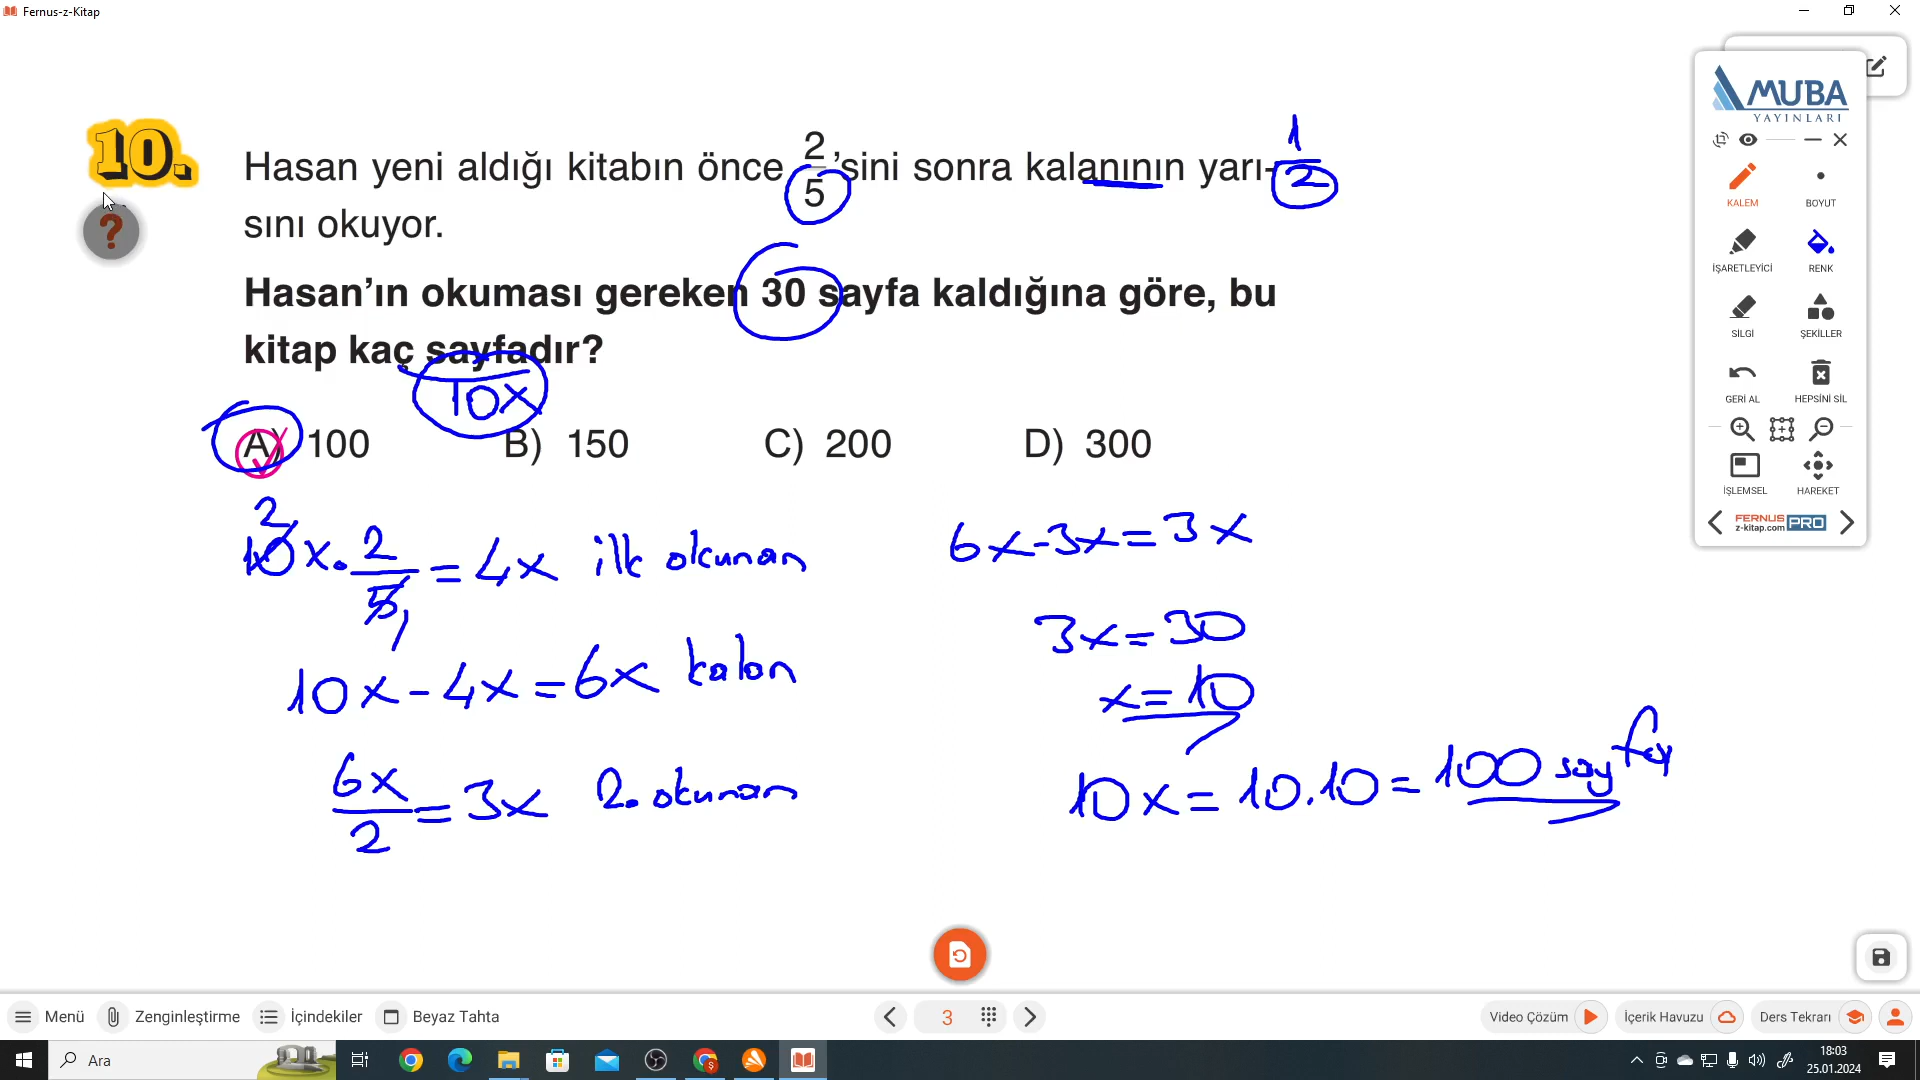 Fernus-z-Kitap
MUBA
YAYINLARI
10.
Hasan yeni aldığı kitabın önce 2/5'sini sonra kalanının yarı- 1/2
sını okuyor.
?
Hasan'ın okuması gereken 30 sayfa kaldığına göre, bu
kitap kaç sayfadır?
10x
A) 100 B) 150 C) 200 D) 300
2
10x.2/5=4x ilk okunan
1
10x-4x=6x kalan
6x/2=3x 2. okunan
6x-3x=3x
3x=30
x=10
10x=10.10=100 sayfa
KALEM BOYUT
İŞARETLEYİCİ RENK
SİLGİ ŞEKİLLER
GERİ AL HEPSİNİ SİL
İŞLEMSEL HAREKET
FERNUS
z-kitap.com PRO
Menü Zenginleştirme İçindekiler Beyaz Tahta 3 Video Çözüm İçerik Havuzu Ders Tekrarı
Ara
18:03
25.01.2024